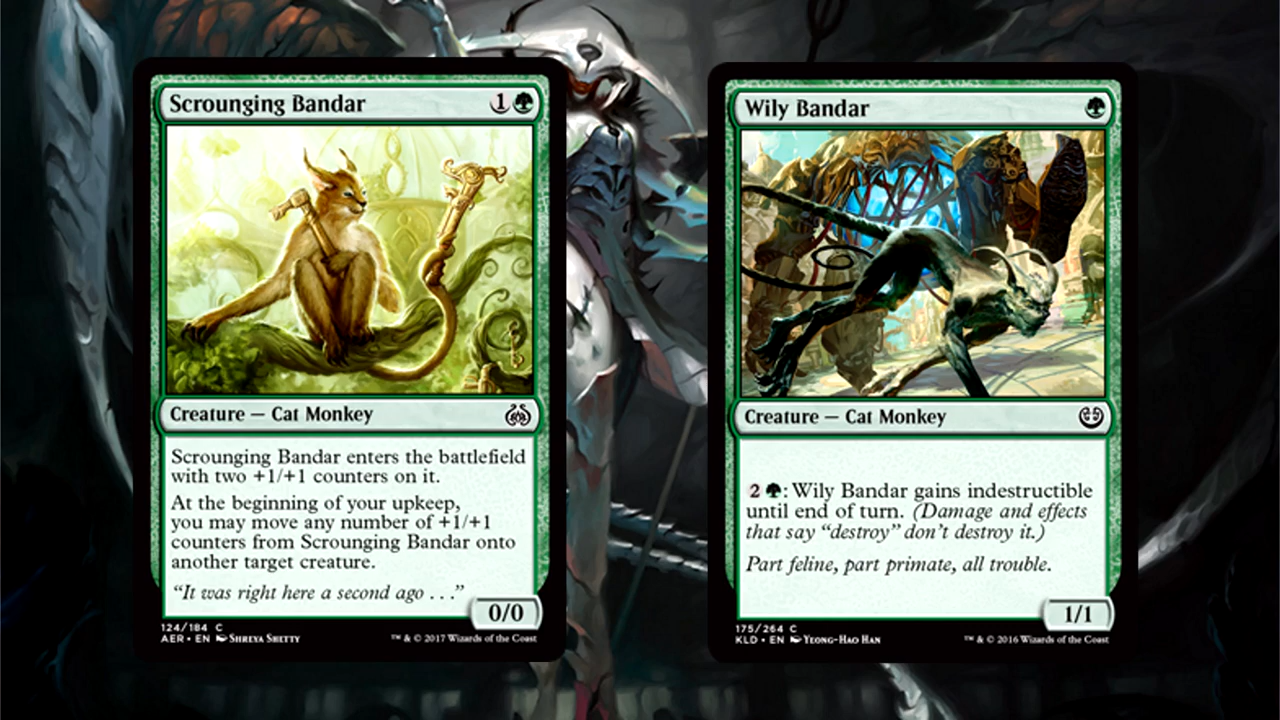 Scrounging Bandar 1
Creature — Cat Monkey
Scrounging Bandar enters the battlefield
with two +1/+1 counters on it.
At the beginning of your upkeep,
you may move any number of +1/+1
counters from Scrounging Bandar onto
another target creature.
“It was right here a second ago . . .”
0/0
124/184 C
AER • EN Shreya Shetty
™ & © 2017 Wizards of the Coast
Wily Bandar
Creature — Cat Monkey
2 : Wily Bandar gains indestructible
until end of turn. (Damage and effects
that say “destroy” don’t destroy it.)
Part feline, part primate, all trouble.
1/1
175/264 C
KLD • EN Yeong-Hao Han
™ & © 2016 Wizards of the Coast